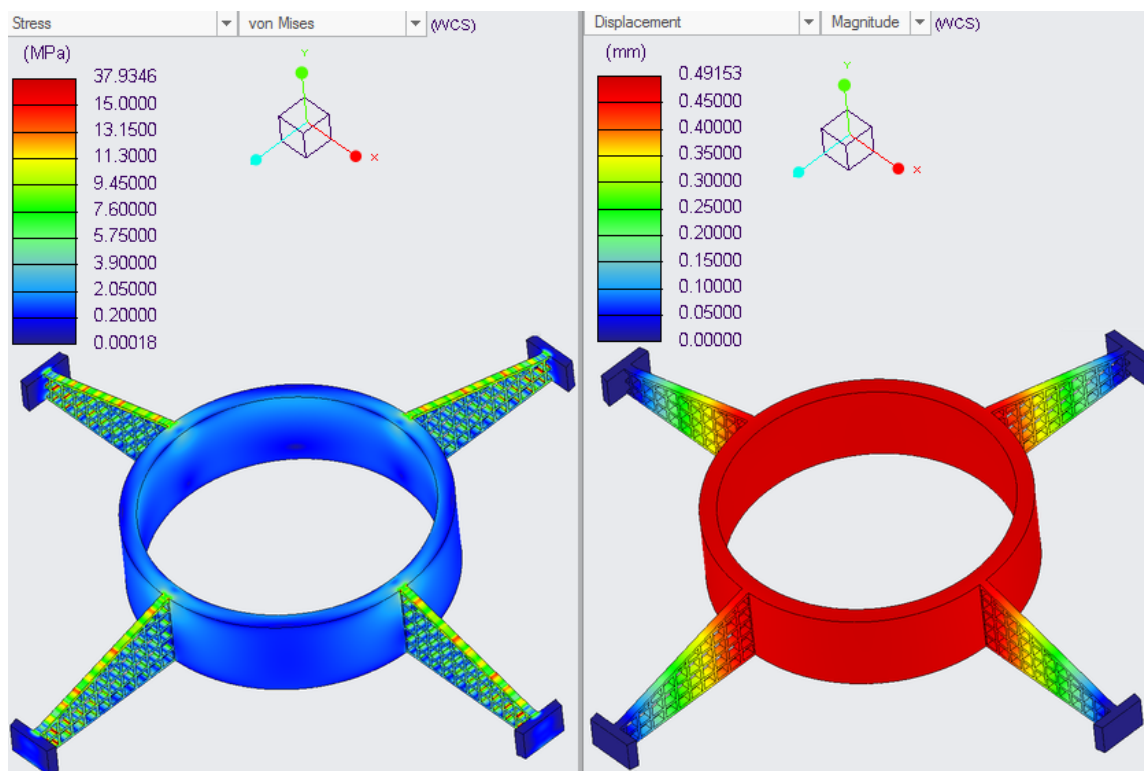 Stress von Mises (WCS)
(MPa)
37.9346
15.0000
13.1500
11.3000
9.45000
7.60000
5.75000
3.90000
2.05000
0.20000
0.00018
Y
X
Displacement Magnitude (WCS)
(mm)
0.49153
0.45000
0.40000
0.35000
0.30000
0.25000
0.20000
0.15000
0.10000
0.05000
0.00000
Y
X